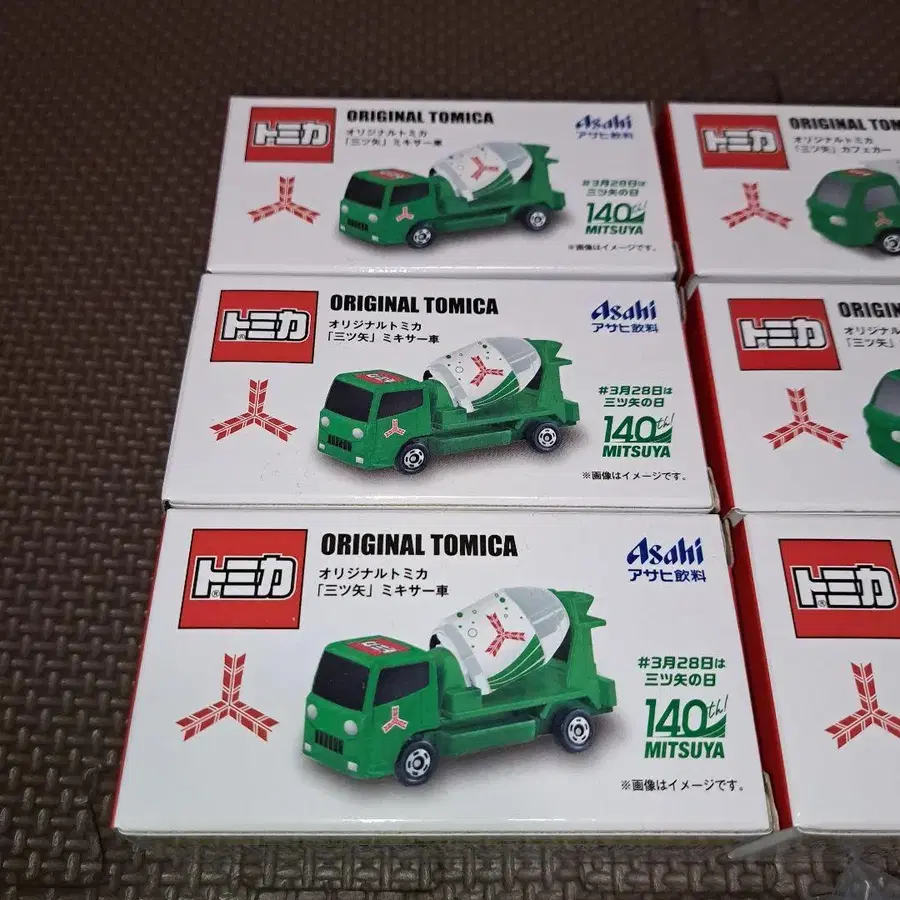 トミカ
ORIGINAL TOMICA
オリジナルトミカ
「三ツ矢」ミキサー車
Asahi
アサヒ飲料
#3月28日は
三ツ矢の日
140th!
MITSUYA
※画像はイメージです。
トミカ
ORIGINAL TOM
オリジナルトミカ
「三ツ矢」カフェカー
トミカ
ORIGINAL TOMICA
オリジナルトミカ
「三ツ矢」ミキサー車
Asahi
アサヒ飲料
#3月28日は
三ツ矢の日
140th!
MITSUYA
※画像はイメージです。
トミカ
ORIGIN
オリジナル
「三ツ矢」
トミカ
ORIGINAL TOMICA
オリジナルトミカ
「三ツ矢」ミキサー車
Asahi
アサヒ飲料
#3月28日は
三ツ矢の日
140th!
MITSUYA
※画像はイメージです。
トミカ